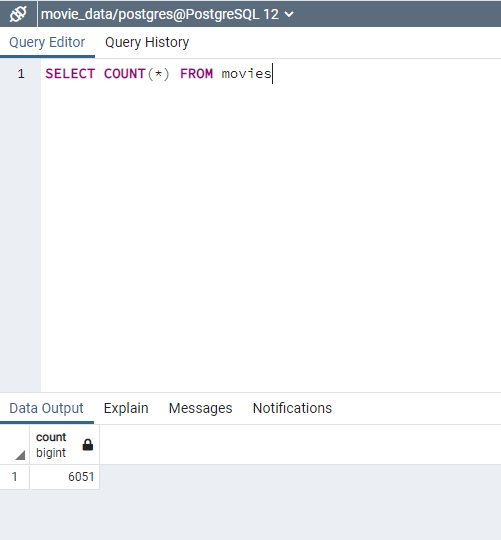 movie_data/postgres@PostgreSQL 12
Query Editor Query History
1 SELECT COUNT(*) FROM movies
Data Output Explain Messages Notifications
count
bigint
1 6051